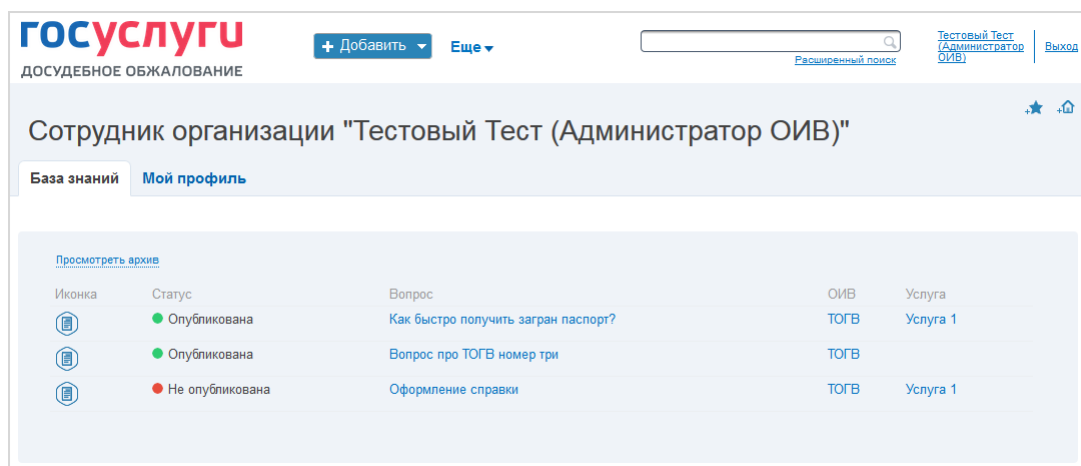 госуслуги
ДОСУДЕБНОЕ ОБЖАЛОВАНИЕ
+ Добавить
Еще
Расширенный поиск
Тестовый Тест
(Администратор
ОИВ)
Выход
Сотрудник организации "Тестовый Тест (Администратор ОИВ)"
База знаний Мой профиль
Просмотреть архив
Иконка Статус Вопрос ОИВ Услуга
Опубликована Как быстро получить загран паспорт? ТОГВ Услуга 1
Опубликована Вопрос про ТОГВ номер три ТОГВ
Не опубликована Оформление справки ТОГВ Услуга 1